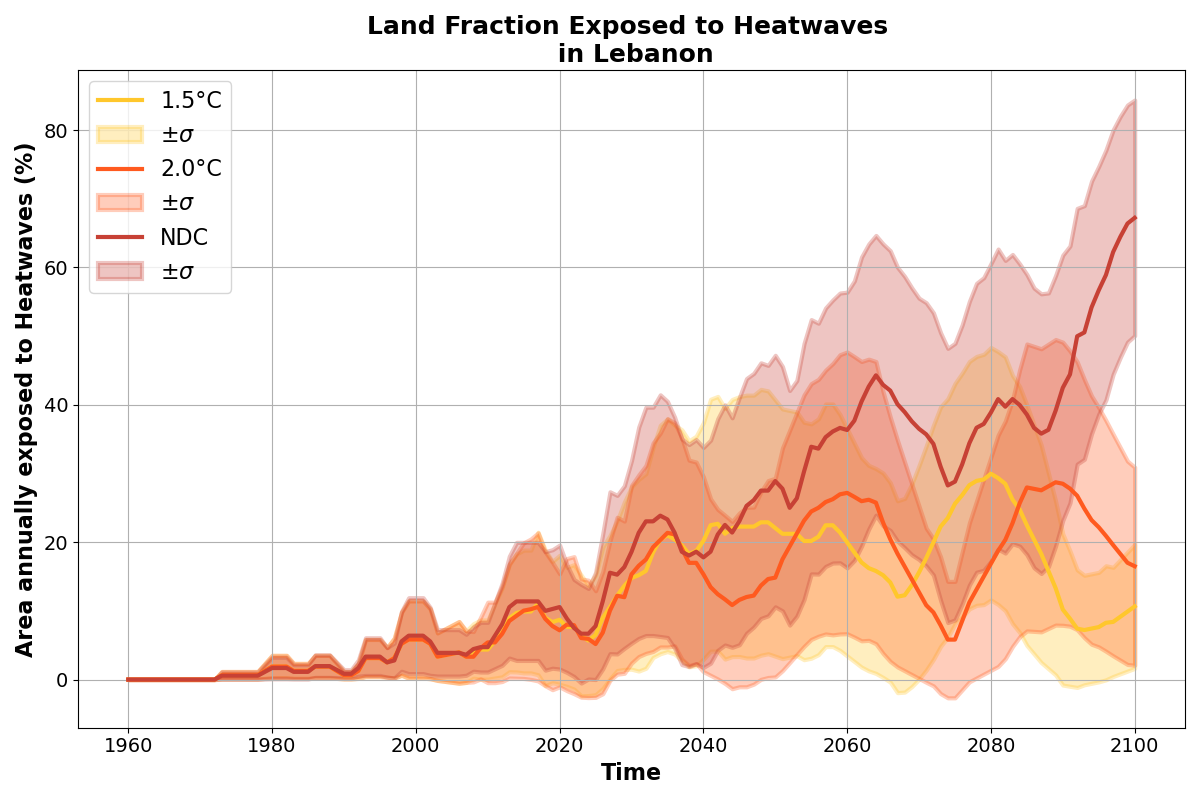 Land Fraction Exposed to Heatwaves
in Lebanon
1.5°C
±σ
2.0°C
±σ
NDC
±σ
Area annually exposed to Heatwaves (%)
80
60
40
20
0
1960 1980 2000 2020 2040 2060 2080 2100
Time